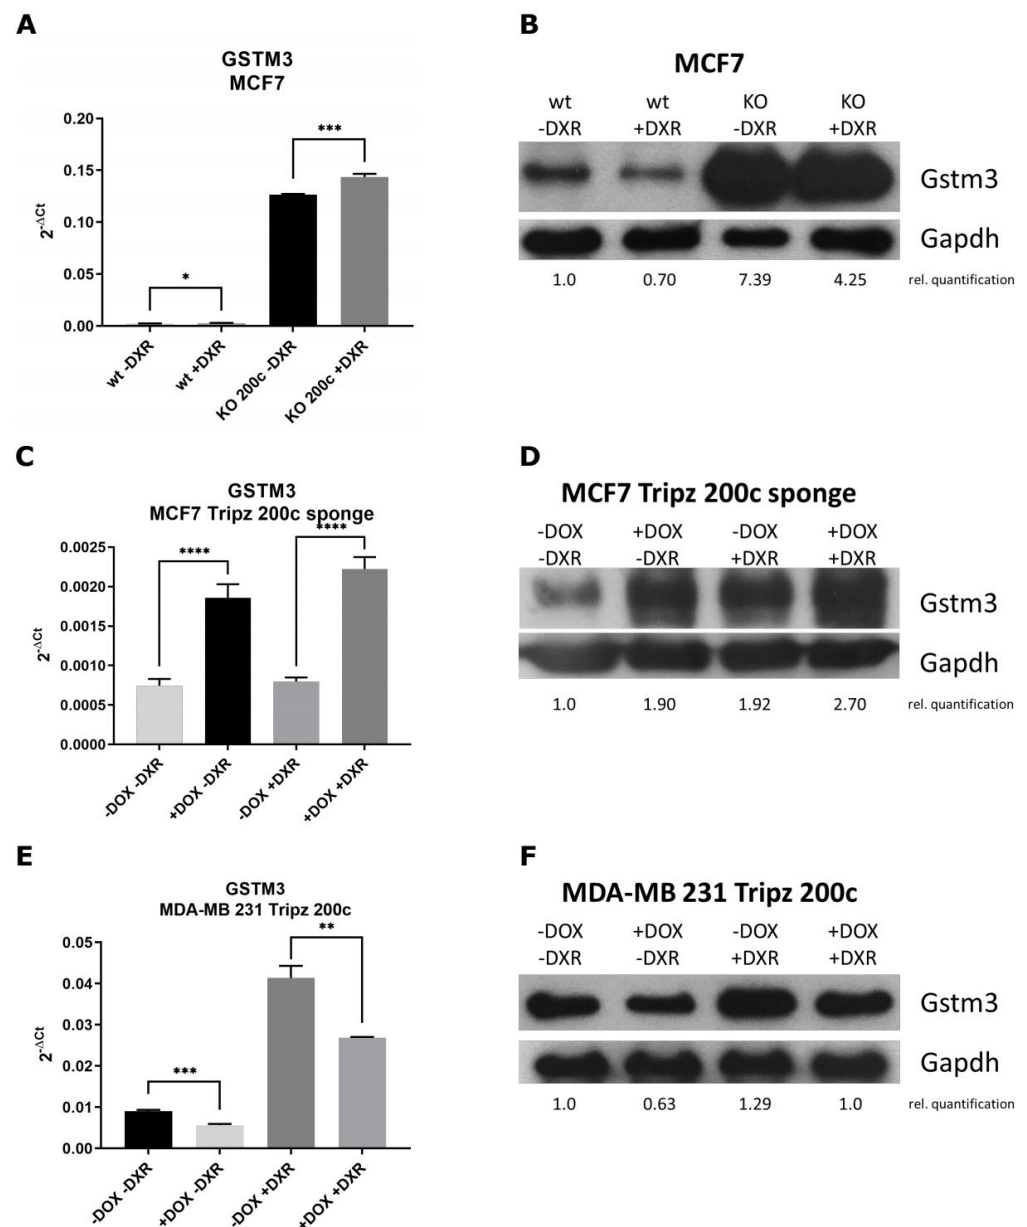 A
GSTM3
MCF7
0.20
0.15
0.10
0.05
0.00
2-ΔCt
***
*
wt -DXR
wt +DXR
KO 200c -DXR
KO 200c +DXR
B
MCF7
wt wt KO KO
-DXR +DXR -DXR +DXR
Gstm3
Gapdh
1.0 0.70 7.39 4.25 rel. quantification
C
GSTM3
MCF7 Tripz 200c sponge
0.0025
0.0020
0.0015
0.0010
0.0005
0.0000
2-ΔCt
****
****
-DOX -DXR
+DOX -DXR
-DOX +DXR
+DOX +DXR
D
MCF7 Tripz 200c sponge
-DOX +DOX -DOX +DOX
-DXR -DXR +DXR +DXR
Gstm3
Gapdh
1.0 1.90 1.92 2.70 rel. quantification
E
GSTM3
MDA-MB 231 Tripz 200c
0.05
0.04
0.03
0.02
0.01
0.00
2-ΔCt
***
**
-DOX -DXR
+DOX -DXR
-DOX +DXR
+DOX +DXR
F
MDA-MB 231 Tripz 200c
-DOX +DOX -DOX +DOX
-DXR -DXR +DXR +DXR
Gstm3
Gapdh
1.0 0.63 1.29 1.0 rel. quantification